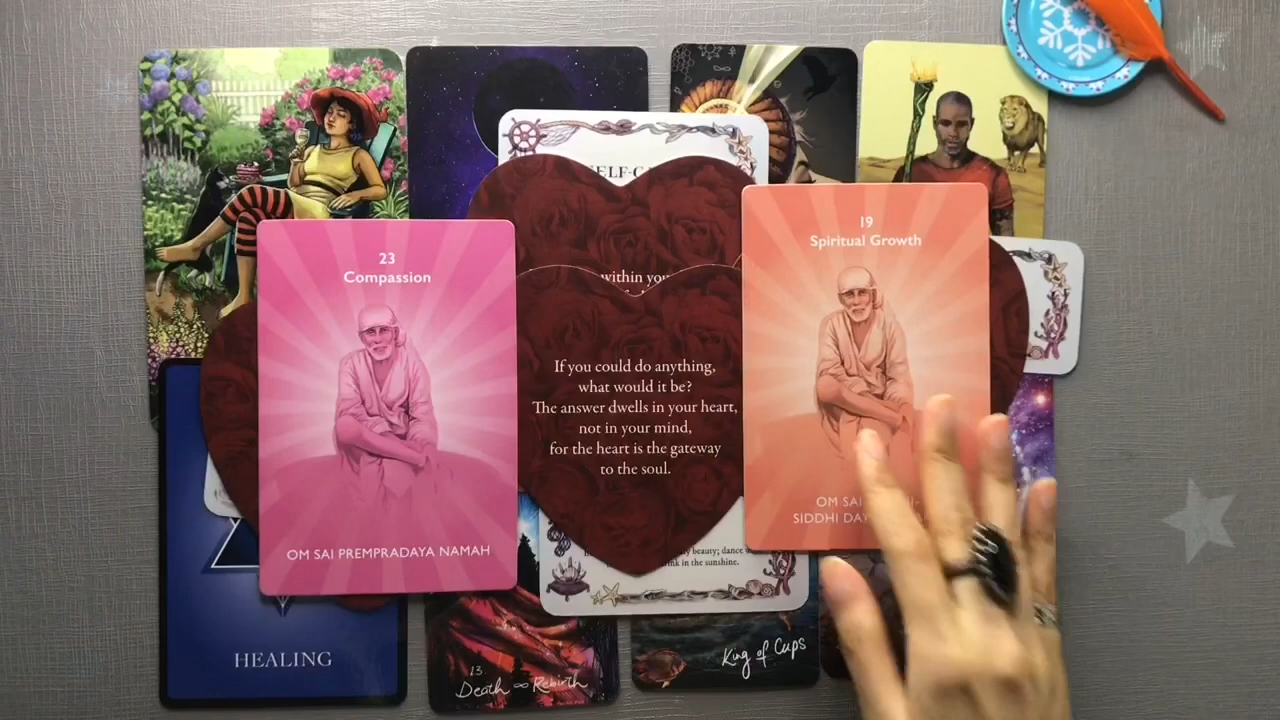 23
Compassion
OM SAI PREMPRADAYA NAMAH
within you
If you could do anything,
what would it be?
The answer dwells in your heart,
not in your mind,
for the heart is the gateway
to the soul.
19
Spiritual Growth
OM SAI
SIDDHI
beauty; dance
in the sunshine.
HEALING
13.
Death ∞ Rebirth
King of Cups